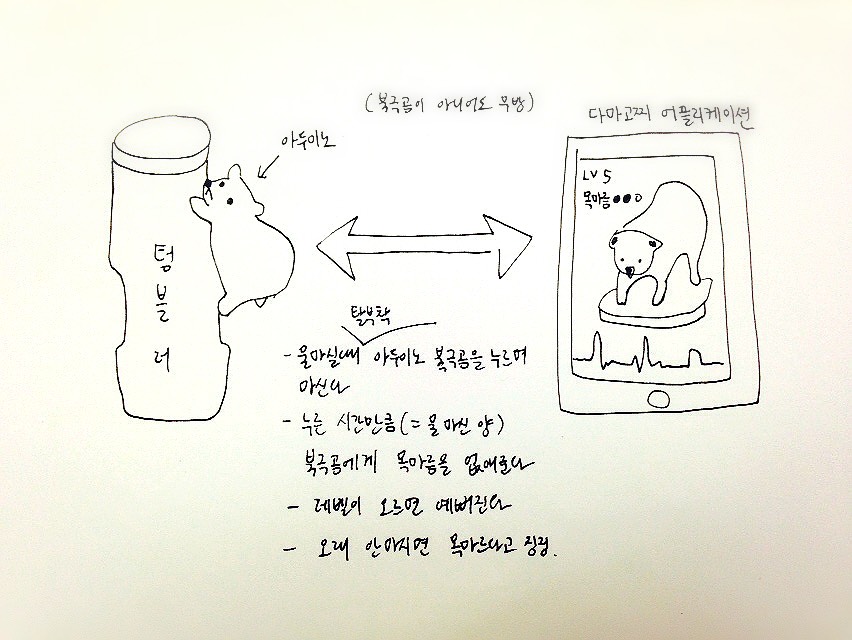 (북극곰이 아니어도 무방)
다마고찌 어플리케이션
아두이노
LV 5
목마름
텀
블
러
탈부착
- 물마실때 아두이노 북극곰을 누르며
마신다
- 누른 시간만큼(= 물 마신 양)
북극곰에게 목마름을 없애준다
- 레벨이 오르면 예뻐진다
- 오래 안마시면 목마르다고 징징.